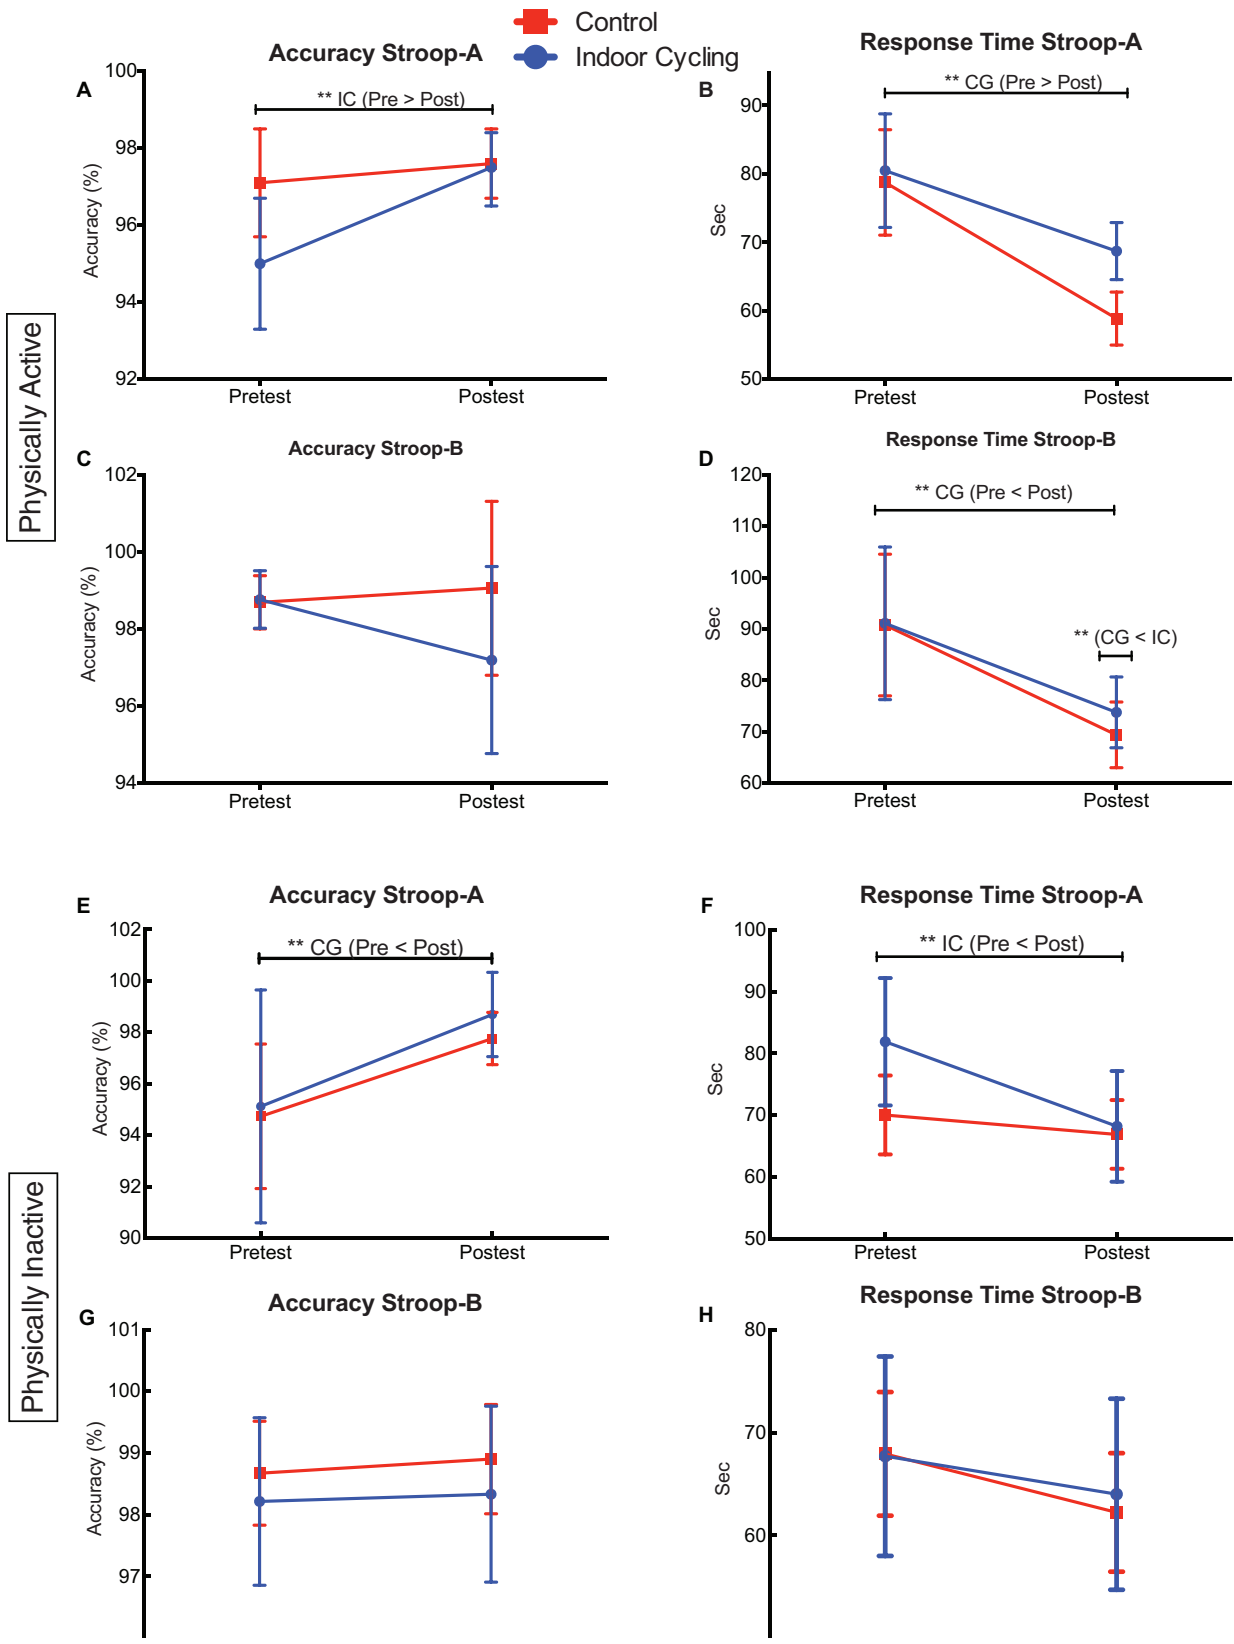 Control
Indoor Cycling
Physically Active
A
Accuracy Stroop-A
** IC (Pre > Post)
Accuracy (%)
100
98
96
94
92
Pretest
Postest
B
Response Time Stroop-A
** CG (Pre > Post)
Sec
90
80
70
60
50
Pretest
Postest
C
Accuracy Stroop-B
Accuracy (%)
102
100
98
96
94
Pretest
Postest
D
Response Time Stroop-B
** CG (Pre < Post)
** (CG < IC)
Sec
120
110
100
90
80
70
60
Pretest
Postest
Physically Inactive
E
Accuracy Stroop-A
** CG (Pre < Post)
Accuracy (%)
102
100
98
96
94
92
90
Pretest
Postest
F
Response Time Stroop-A
** IC (Pre < Post)
Sec
100
90
80
70
60
50
Pretest
Postest
G
Accuracy Stroop-B
Accuracy (%)
101
100
99
98
97
H
Response Time Stroop-B
Sec
80
70
60